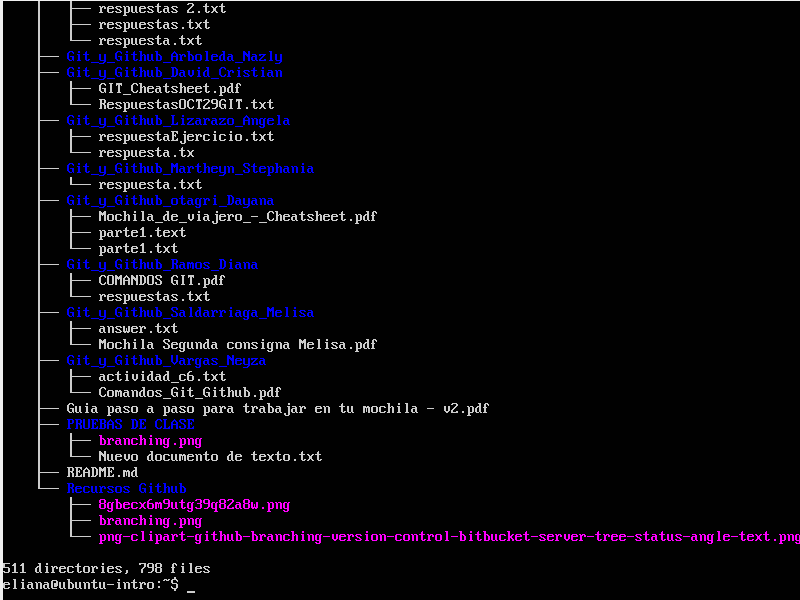 respuestas 2.txt
respuestas.txt
respuesta.txt
Git_y_Github_Arboleda_Nazly
Git_y_Github_David_Cristian
GIT_Cheatsheet.pdf
RespuestasOCT29GIT.txt
Git_y_Github_Lizarazo_Angela
respuestaEjercicio.txt
respuesta.tx
Git_y_Github_Martheyn_Stephania
respuesta.txt
Git_y_Github_otagri_Dayana
Mochila_de_viajero_-_Cheatsheet.pdf
parte1.text
parte1.txt
Git_y_Github_Ramos_Diana
COMANDOS GIT.pdf
respuestas.txt
Git_y_Github_Saldarriaga_Melisa
answer.txt
Mochila Segunda consigna Melisa.pdf
Git_y_Github_Vargas_Neyza
actividad_c6.txt
Comandos_Git_Github.pdf
Guia paso a paso para trabajar en tu mochila - v2.pdf
PRUEBAS DE CLASE
branching.png
Nuevo documento de texto.txt
README.md
Recursos Github
8gbecx6m9utg39q82a8w.png
branching.png
png-clipart-github-branching-version-control-bitbucket-server-tree-status-angle-text.png
511 directories, 798 files
eliana@ubuntu-intro:~$ _